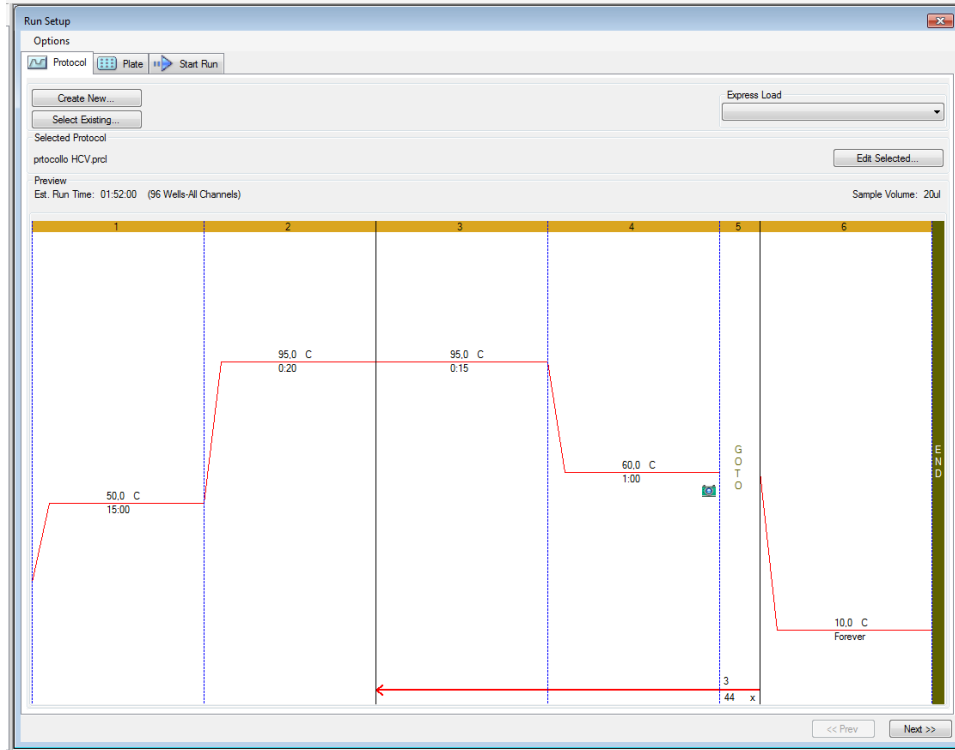 Run Setup
Options
Protocol Plate Start Run
Create New...
Express Load
Select Existing...
Selected Protocol
prtocollo HCV.prcl Edit Selected...
Preview
Est. Run Time: 01:52:00 (96 Wells-All Channels) Sample Volume: 20ul
1 2 3 4 5 6
95,0 C 95,0 C
0:20 0:15
GOTO
END
60,0 C
1:00
50,0 C
15:00
10,0 C
Forever
3
44 x
<< Prev Next >>